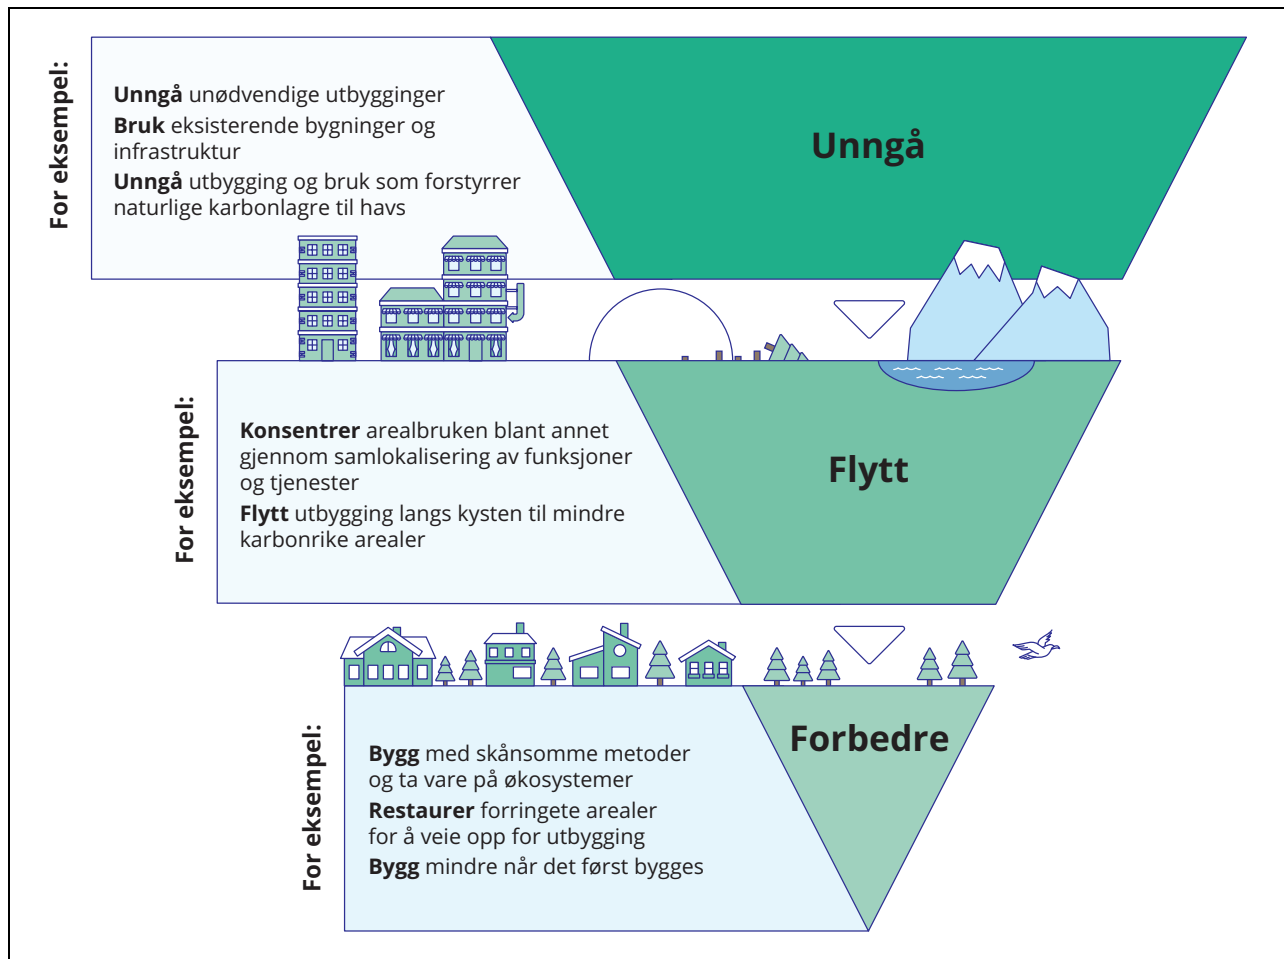 For eksempel:
Unngå unødvendige utbygginger
Bruk eksisterende bygninger og
infrastruktur
Unngå utbygging og bruk som forstyrrer
naturlige karbonlagre til havs
Unngå
For eksempel:
Konsentrer arealbruken blant annet
gjennom samlokalisering av funksjoner
og tjenester
Flytt utbygging langs kysten til mindre
karbonrike arealer
Flytt
For eksempel:
Bygg med skånsomme metoder
og ta vare på økosystemer
Restaurer forringete arealer
for å veie opp for utbygging
Bygg mindre når det først bygges
Forbedre